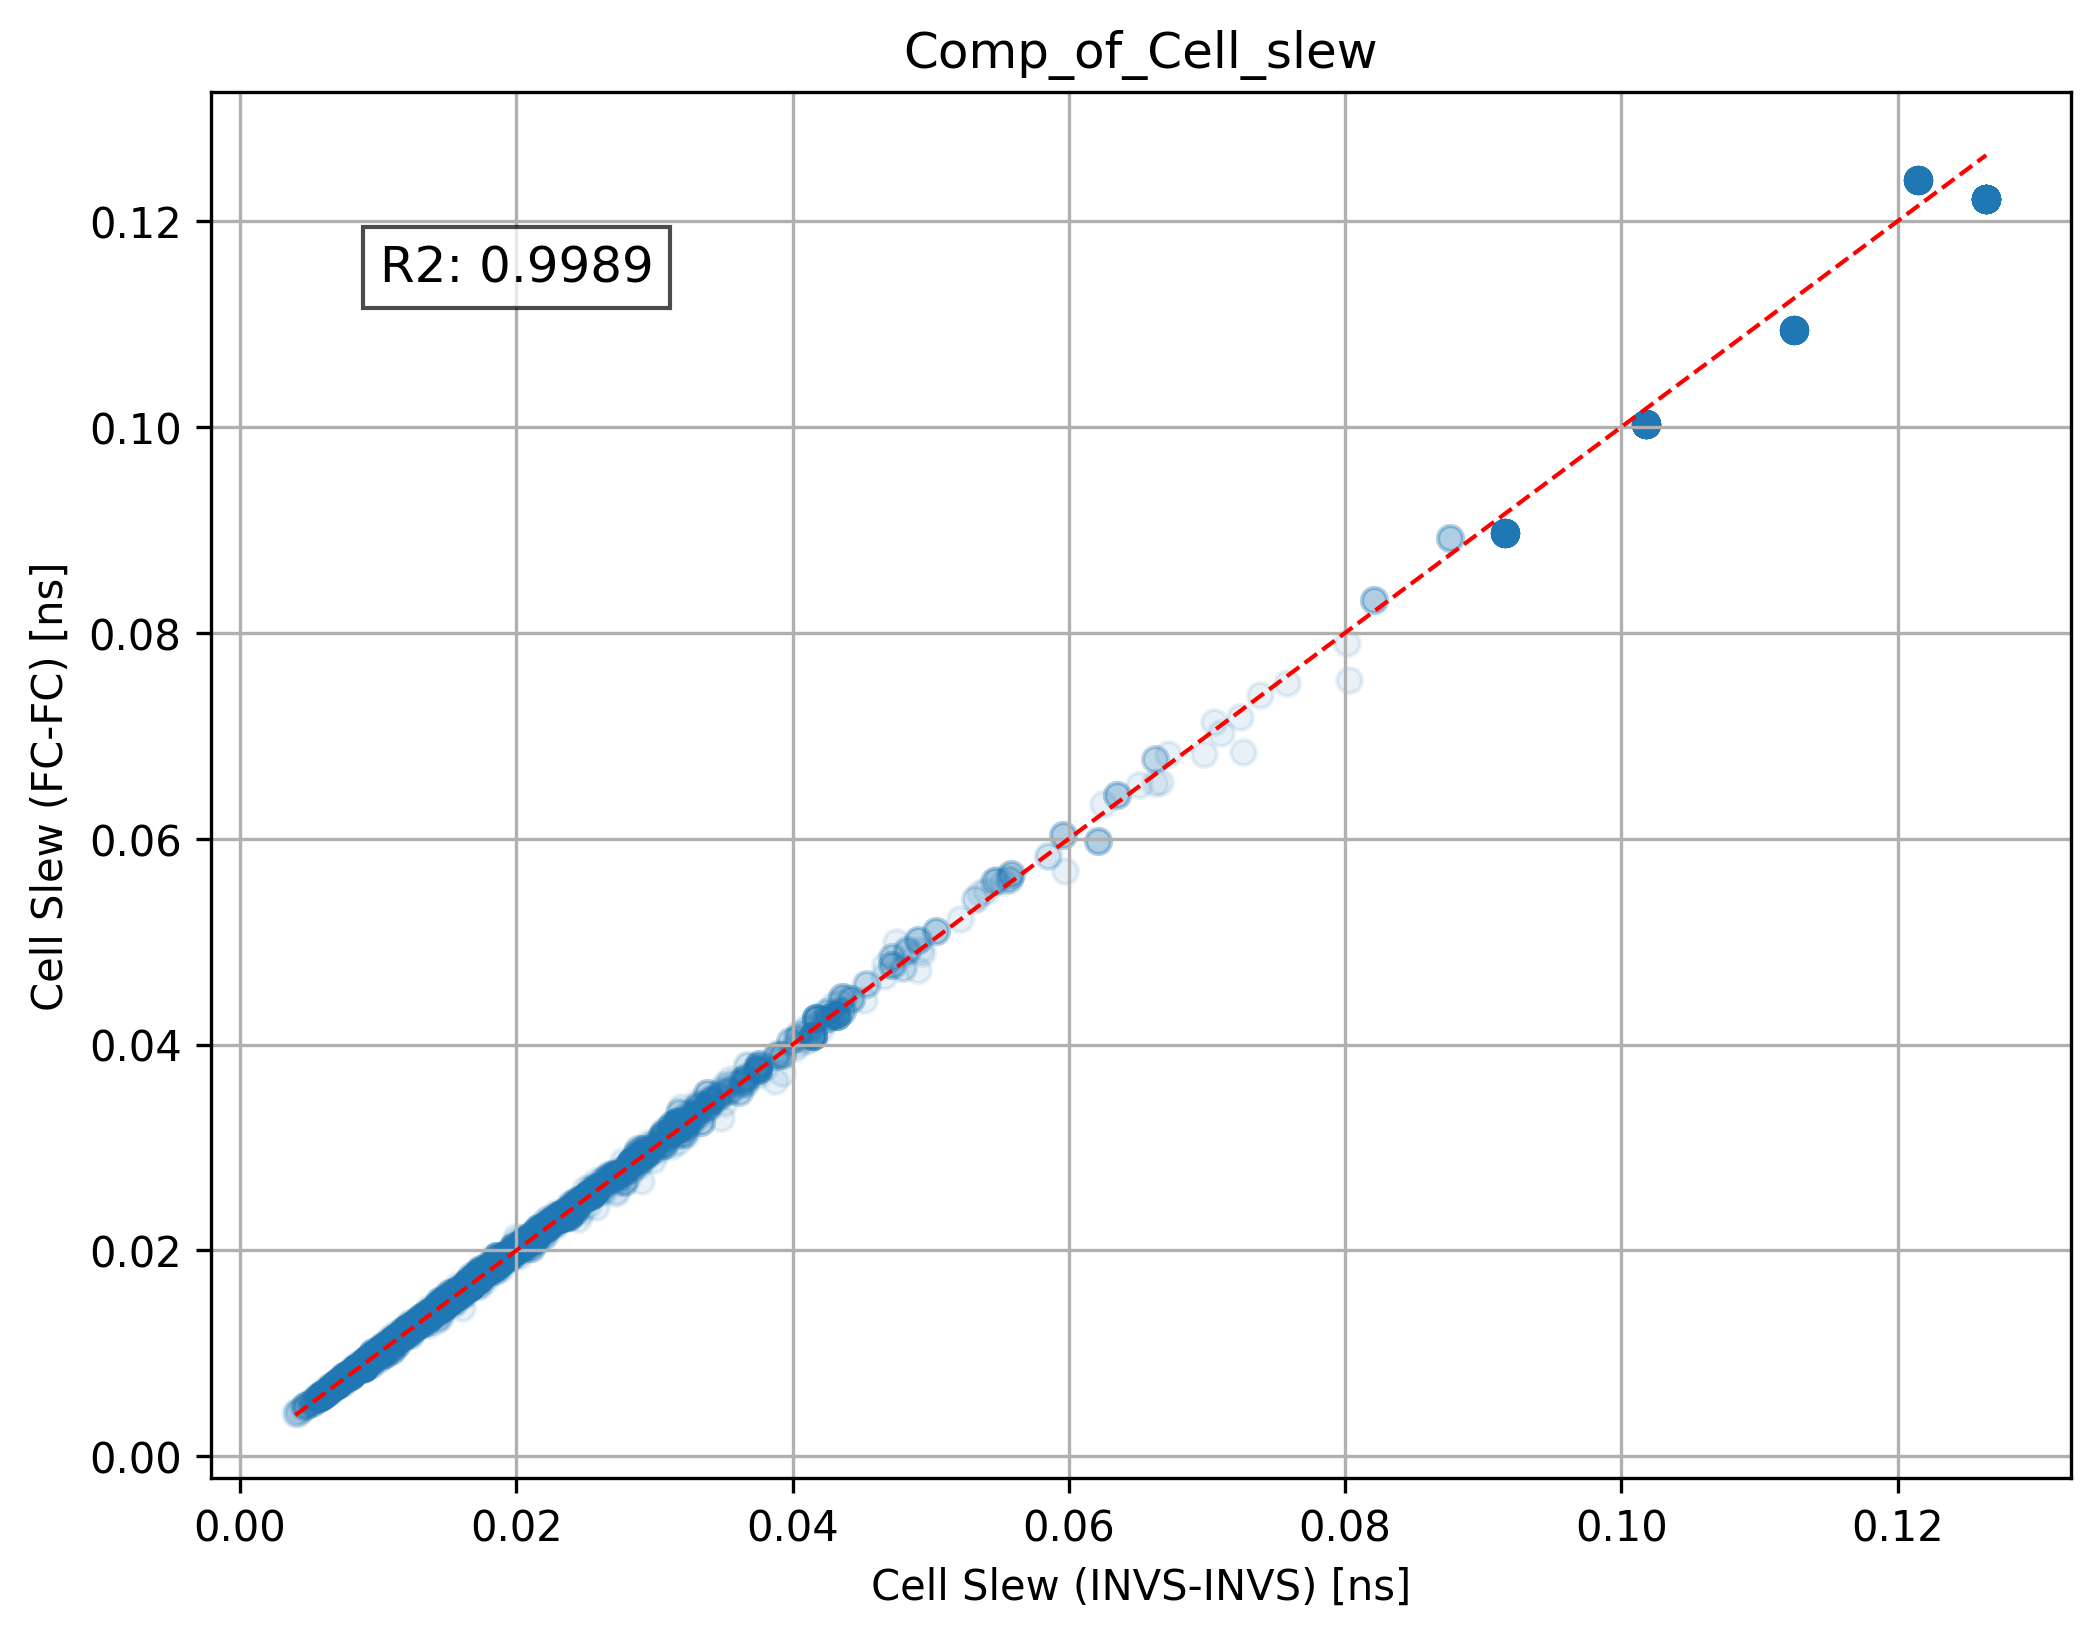 Comp_of_Cell_slew
R2: 0.9989
Cell Slew (FC-FC) [ns]
0.12
0.10
0.08
0.06
0.04
0.02
0.00
0.00 0.02 0.04 0.06 0.08 0.10 0.12
Cell Slew (INVS-INVS) [ns]